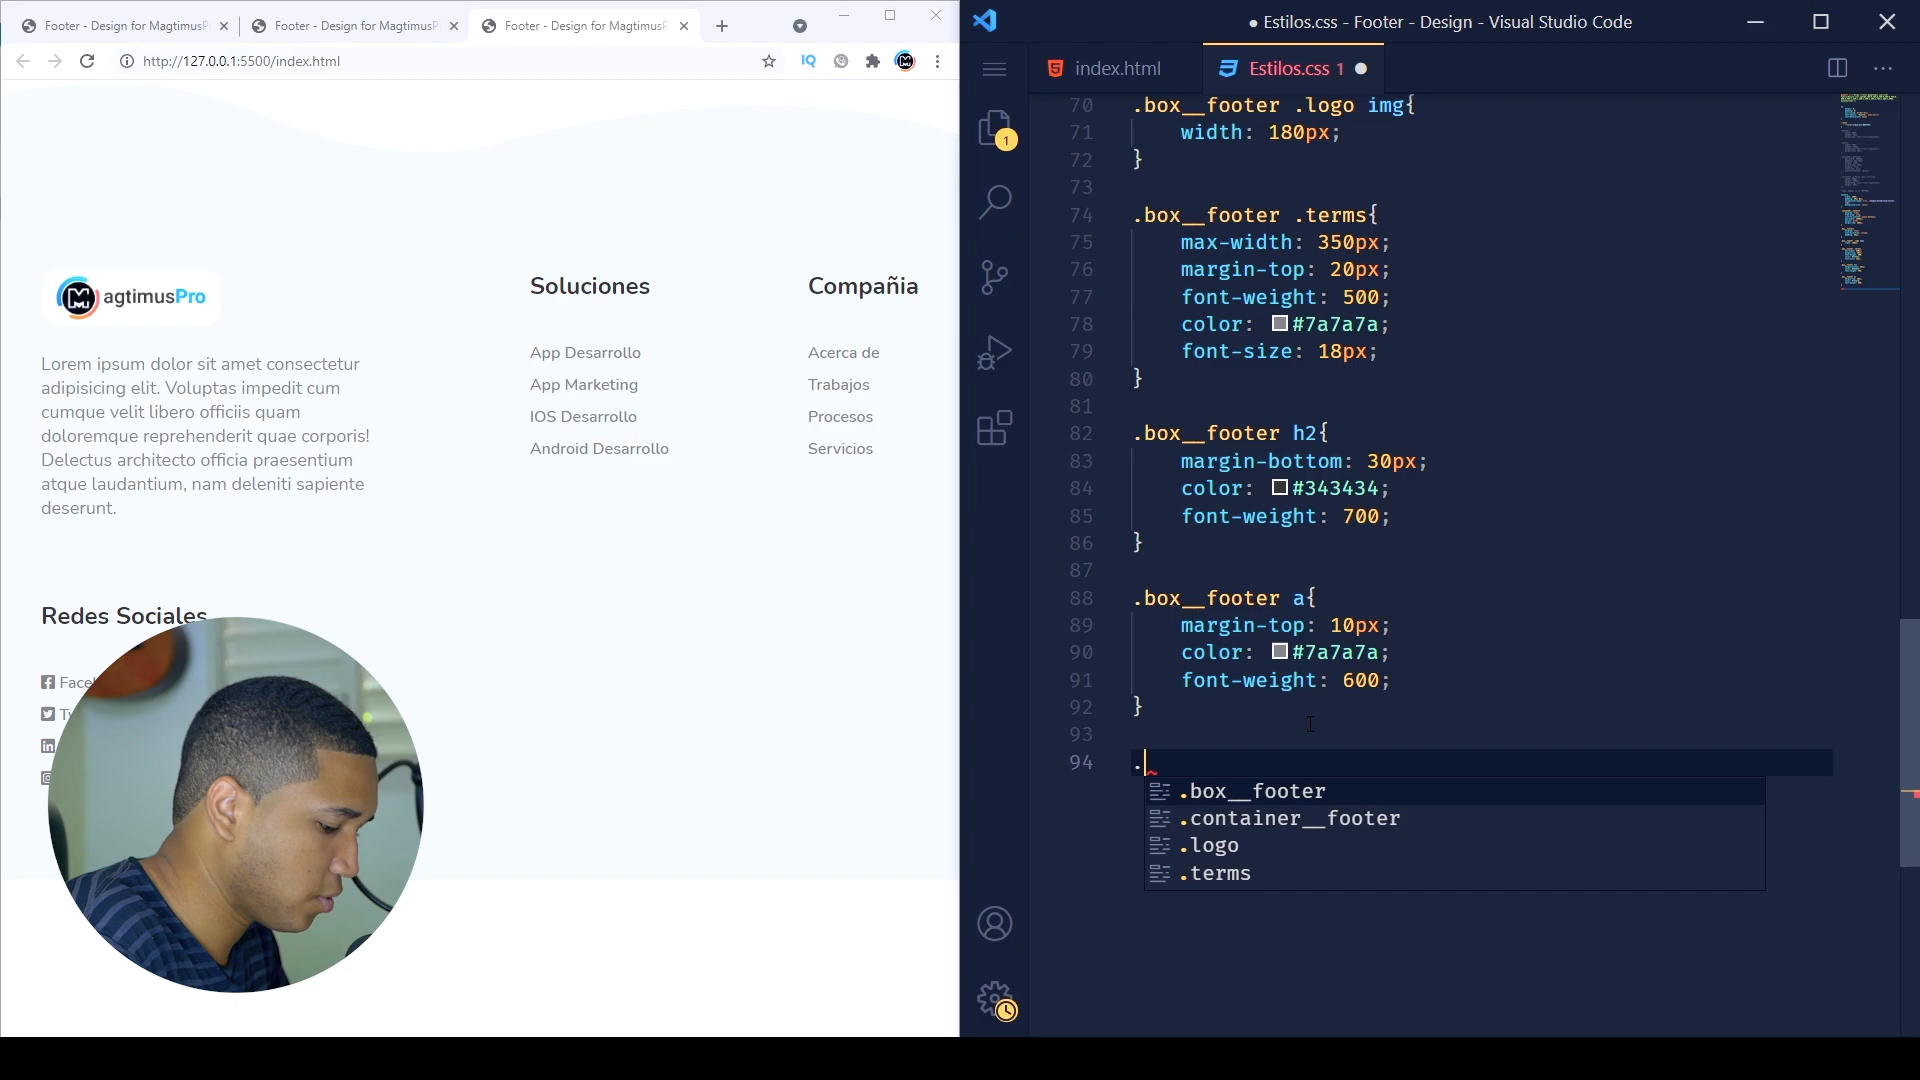 Footer - Design for MagtimusP
Footer - Design for MagtimusP
Footer - Design for MagtimusP
http://127.0.0.1:5500/index.html
IQ
agtimusPro
Lorem ipsum dolor sit amet consectetur
adipisicing elit. Voluptas impedit cum
cumque velit libero officiis quam
doloremque reprehenderit quae corporis!
Delectus architecto officia praesentium
atque laudantium, nam deleniti sapiente
deserunt.
Soluciones
App Desarrollo
App Marketing
IOS Desarrollo
Android Desarrollo
Compañia
Acerca de
Trabajos
Procesos
Servicios
Redes Sociales
● Estilos.css - Footer - Design - Visual Studio Code
index.html
Estilos.css 1 ●
1
70 .box__footer .logo img{
71 width: 180px;
72 }
73
74 .box__footer .terms{
75 max-width: 350px;
76 margin-top: 20px;
77 font-weight: 500;
78 color: #7a7a7a;
79 font-size: 18px;
80 }
81
82 .box__footer h2{
83 margin-bottom: 30px;
84 color: #343434;
85 font-weight: 700;
86 }
87
88 .box__footer a{
89 margin-top: 10px;
90 color: #7a7a7a;
91 font-weight: 600;
92 }
93
94 .
.box__footer
.container__footer
.logo
.terms